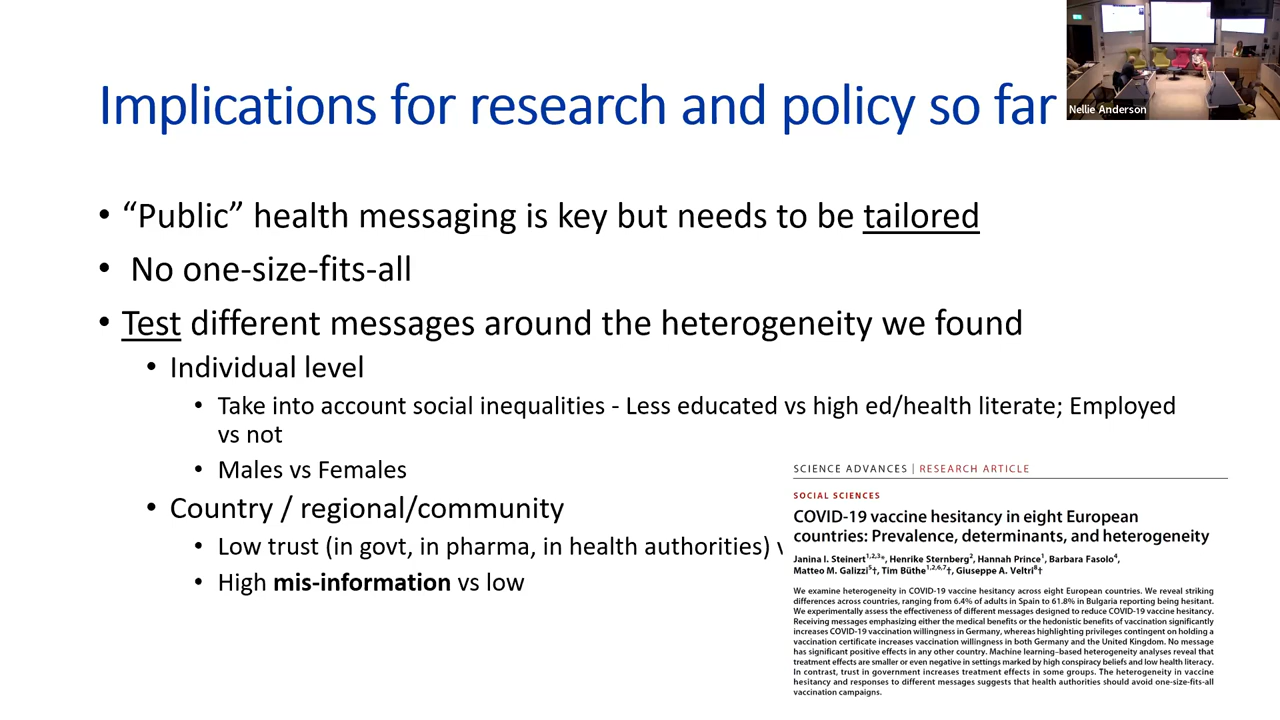 Implications for research and policy so far
Nellie Anderson
• “Public” health messaging is key but needs to be tailored
• No one-size-fits-all
• Test different messages around the heterogeneity we found
• Individual level
• Take into account social inequalities - Less educated vs high ed/health literate; Employed
vs not
• Males vs Females
• Country / regional/community
• Low trust (in govt, in pharma, in health authorities)
• High mis-information vs low
SCIENCE ADVANCES | RESEARCH ARTICLE
SOCIAL SCIENCES
COVID-19 vaccine hesitancy in eight European
countries: Prevalence, determinants, and heterogeneity
Janina I. Steinert1,2,3*, Henrike Sternberg2, Hannah Prince1, Barbara Fasolo4,
Matteo M. Galizzi5†, Tim Büthe1,2,6,7†, Giuseppe A. Veltri8†
We examine heterogeneity in COVID-19 vaccine hesitancy across eight European countries. We reveal striking
differences across countries, ranging from 6.4% of adults in Spain to 61.8% in Bulgaria reporting being hesitant.
We experimentally assess the effectiveness of different messages designed to reduce COVID-19 vaccine hesitancy.
Receiving messages emphasizing either the medical benefits or the hedonistic benefits of vaccination significantly
increases COVID-19 vaccination willingness in Germany, whereas highlighting privileges contingent on holding a
vaccination certificate increases vaccination willingness in both Germany and the United Kingdom. No message
has significant positive effects in any other country. Machine learning–based heterogeneity analyses reveal that
treatment effects are smaller or even negative in settings marked by high conspiracy beliefs and low health literacy.
In contrast, trust in government increases treatment effects in some groups. The heterogeneity in vaccine
hesitancy and responses to different messages suggests that health authorities should avoid one-size-fits-all
vaccination campaigns.